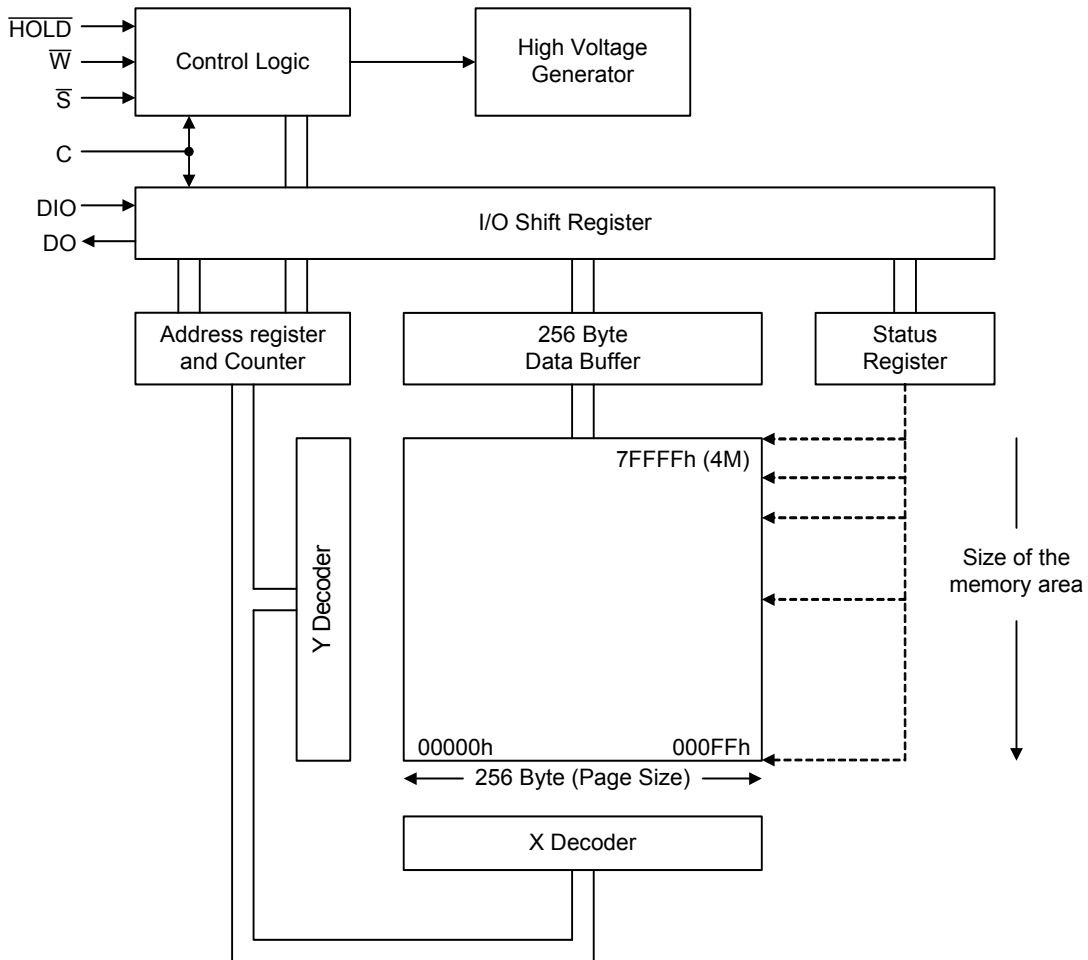 HOLD
W
S
C
DIO
DO
Control Logic
High Voltage
Generator
I/O Shift Register
Address register
and Counter
256 Byte
Data Buffer
Status
Register
7FFFFh (4M)
Y Decoder
Size of the
memory area
00000h
000FFh
256 Byte (Page Size)
X Decoder